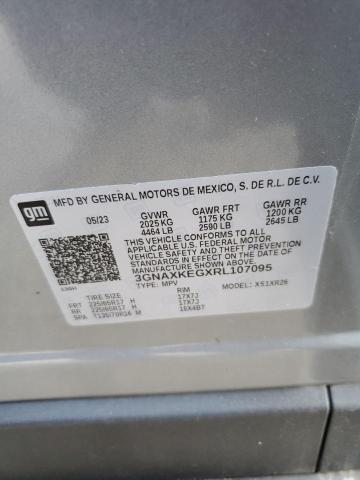 gm
MFD BY GENERAL MOTORS DE MEXICO, S. DE R.L. DE C.V.
05/23 GVWR GAWR FRT GAWR RR
2025 KG 1175 KG 1200 KG
4464 LB 2590 LB 2645 LB
THIS VEHICLE CONFORMS TO ALL
APPLICABLE U.S. FEDERAL MOTOR
VEHICLE SAFETY AND THEFT
PREVENTION STANDARDS IN EFFECT
ON THE DATE OF MANUFACTURE
SHOWN ABOVE.
3GNAXKEGXRL107095
TYPE: MPV MODEL: XS1XR26
TIRE SIZE RIM
FRT 225/65R17 H 17X7J
RR 225/65R17 H 17X7J
SPA T135/70R16 M 16X4BT